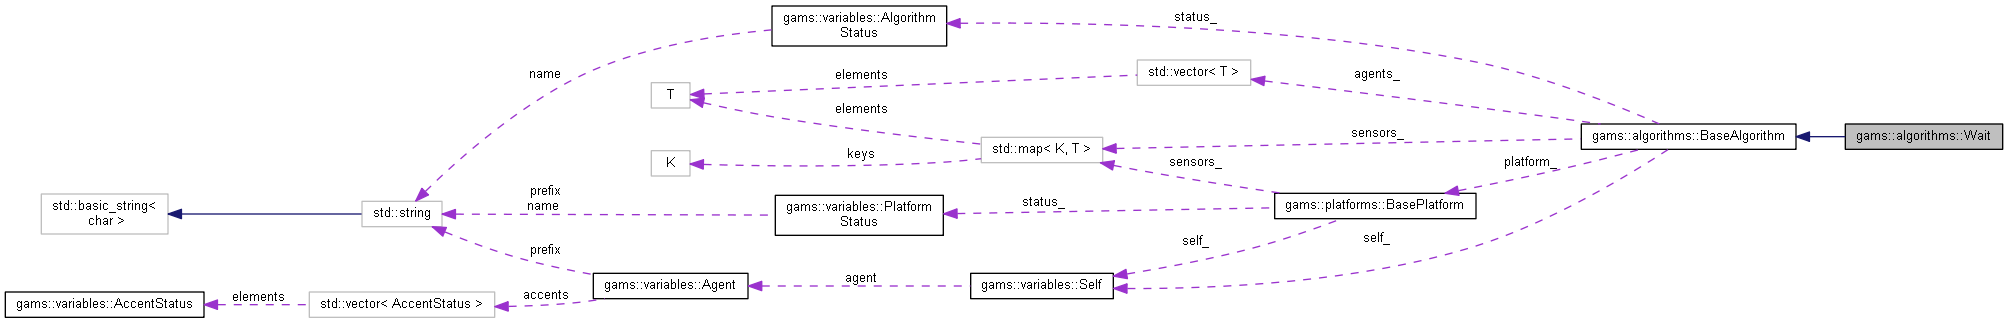 gams::variables::Algorithm
Status
status_
name
elements
std::vector< T >
agents_
T
elements
sensors_
gams::algorithms::BaseAlgorithm
gams::algorithms::Wait
std::map< K, T >
keys
K
sensors_
platform_
prefix
name
std::basic_string<
char >
std::string
gams::variables::Platform
Status
status_
gams::platforms::BasePlatform
prefix
self_
self_
agent
gams::variables::Agent
gams::variables::Self
accents
elements
gams::variables::AccentStatus
std::vector< AccentStatus >